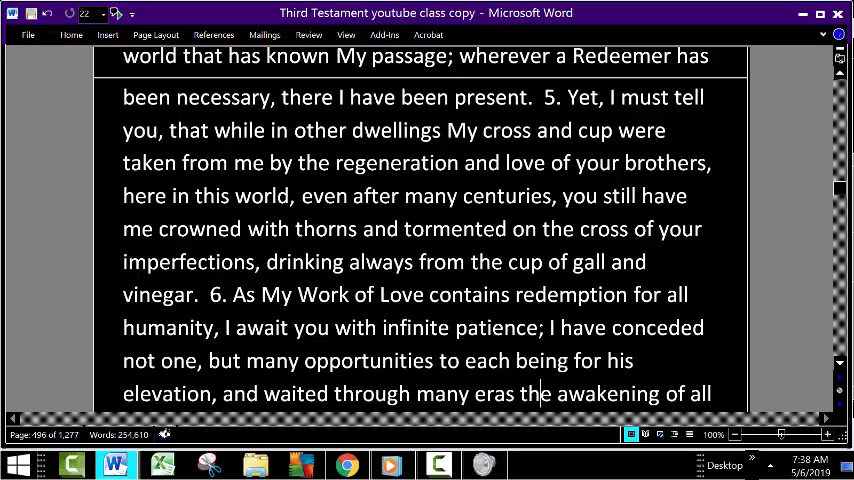 22
Third Testament youtube class copy - Microsoft Word
File Home Insert Page Layout References Mailings Review View Add-Ins Acrobat
world that has known My passage; wherever a Redeemer has
been necessary, there I have been present.  5. Yet, I must tell
you, that while in other dwellings My cross and cup were
taken from me by the regeneration and love of your brothers,
here in this world, even after many centuries, you still have
me crowned with thorns and tormented on the cross of your
imperfections, drinking always from the cup of gall and
vinegar.  6. As My Work of Love contains redemption for all
humanity, I await you with infinite patience; I have conceded
not one, but many opportunities to each being for his
elevation, and waited through many eras the awakening of all
Page: 496 of 1,277 Words: 254,610 100%
Desktop » 7:38 AM
5/6/2019